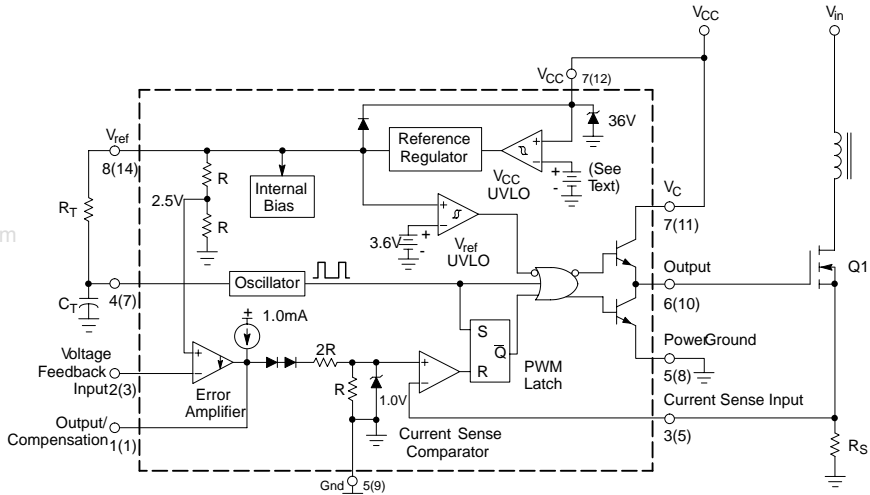 VCC
Vin
VCC 7(12)
36V
Vref
8(14)
Reference
Regulator
+
-
+
-
(See
Text)
VCC
UVLO
R
Internal
Bias
2.5V
R
RT
+
-
3.6V
+
-
Vref
UVLO
VC
7(11)
m
Output
6(10)
Q1
Oscillator
4(7)
CT
+
1.0mA
Voltage
Feedback
Input 2(3)
+
-
Error
Amplifier
2R
R
1.0V
+
-
S
Q
R
PWM
Latch
Power Ground
5(8)
Current Sense Input
3(5)
Output/
Compensation 1(1)
Current Sense
Comparator
RS
Gnd 5(9)